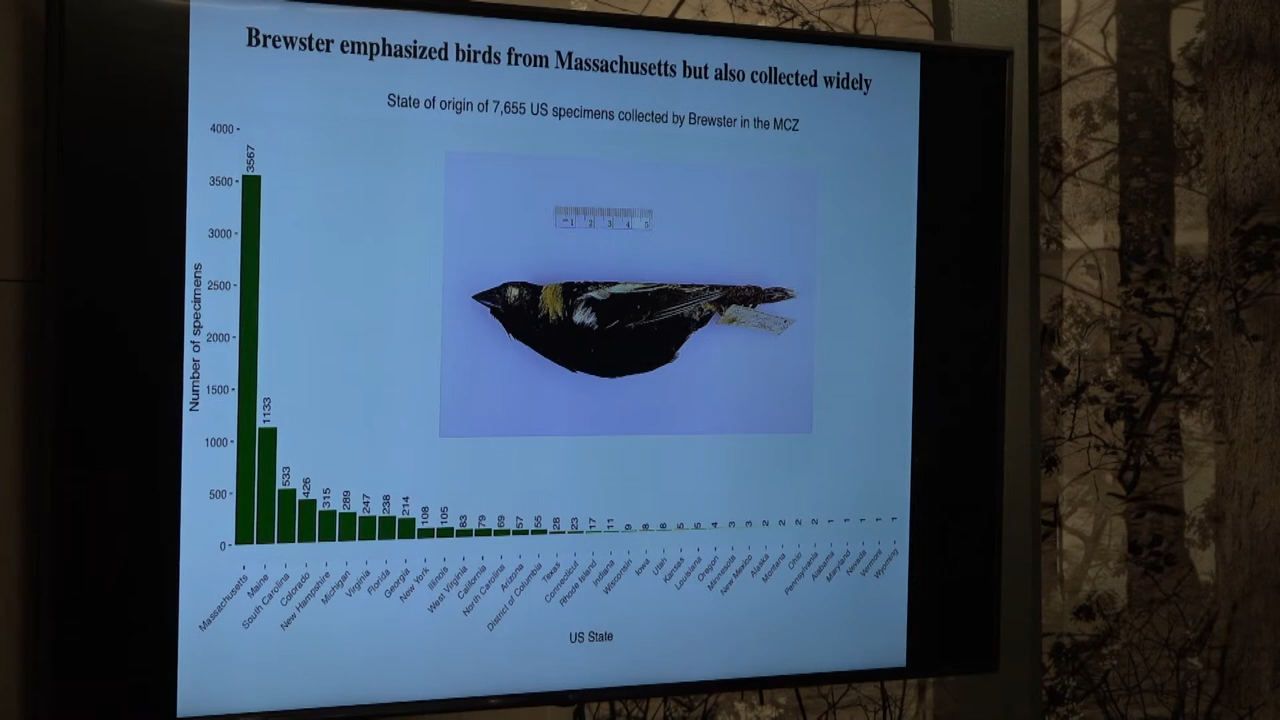 Brewster emphasized birds from Massachusetts but also collected widely
State of origin of 7,655 US specimens collected by Brewster in the MCZ
Number of specimens
4000
3500
3000
2500
2000
1500
1000
500
0
3567
1133
533
426
315
289
247
238
214
108
105
83
79
69
57
55
28
23
17
11
9
8
8
5
5
4
3
3
2
2
2
2
1
1
1
1
1
1 2 3 4 5
Massachusetts
Maine
South Carolina
Colorado
New Hampshire
Michigan
Virginia
Florida
Georgia
New York
Illinois
West Virginia
California
North Carolina
Arizona
District of Columbia
Texas
Connecticut
Rhode Island
Indiana
Wisconsin
Iowa
Utah
Kansas
Louisiana
Oregon
Minnesota
New Mexico
Alaska
Montana
Ohio
Pennsylvania
Alabama
Maryland
Nevada
Vermont
Wyoming
US State